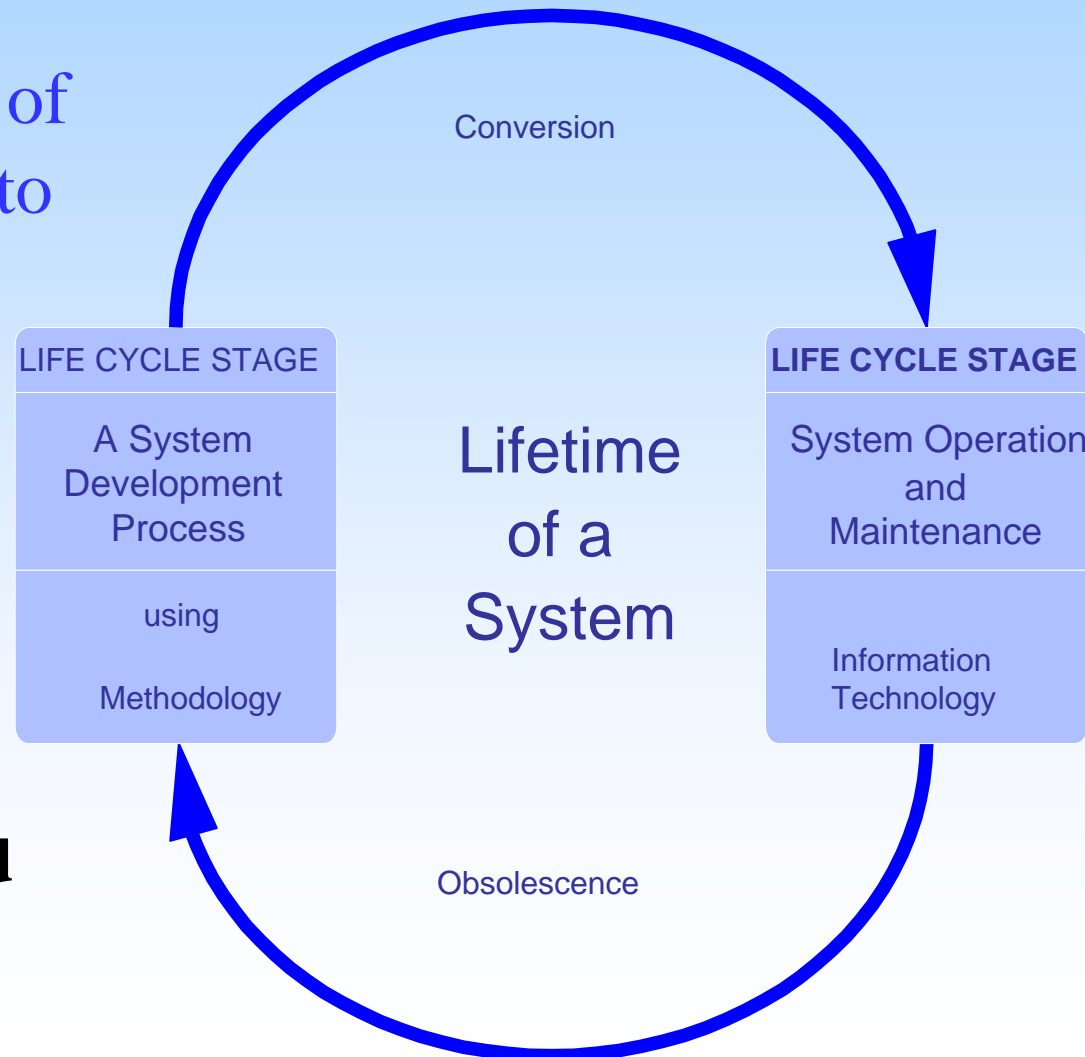 of
to
Conversion
LIFE CYCLE STAGE
A System
Development
Process
using
Methodology
Lifetime
of a
System
LIFE CYCLE STAGE
System Operation
and
Maintenance
Information
Technology
Obsolescence